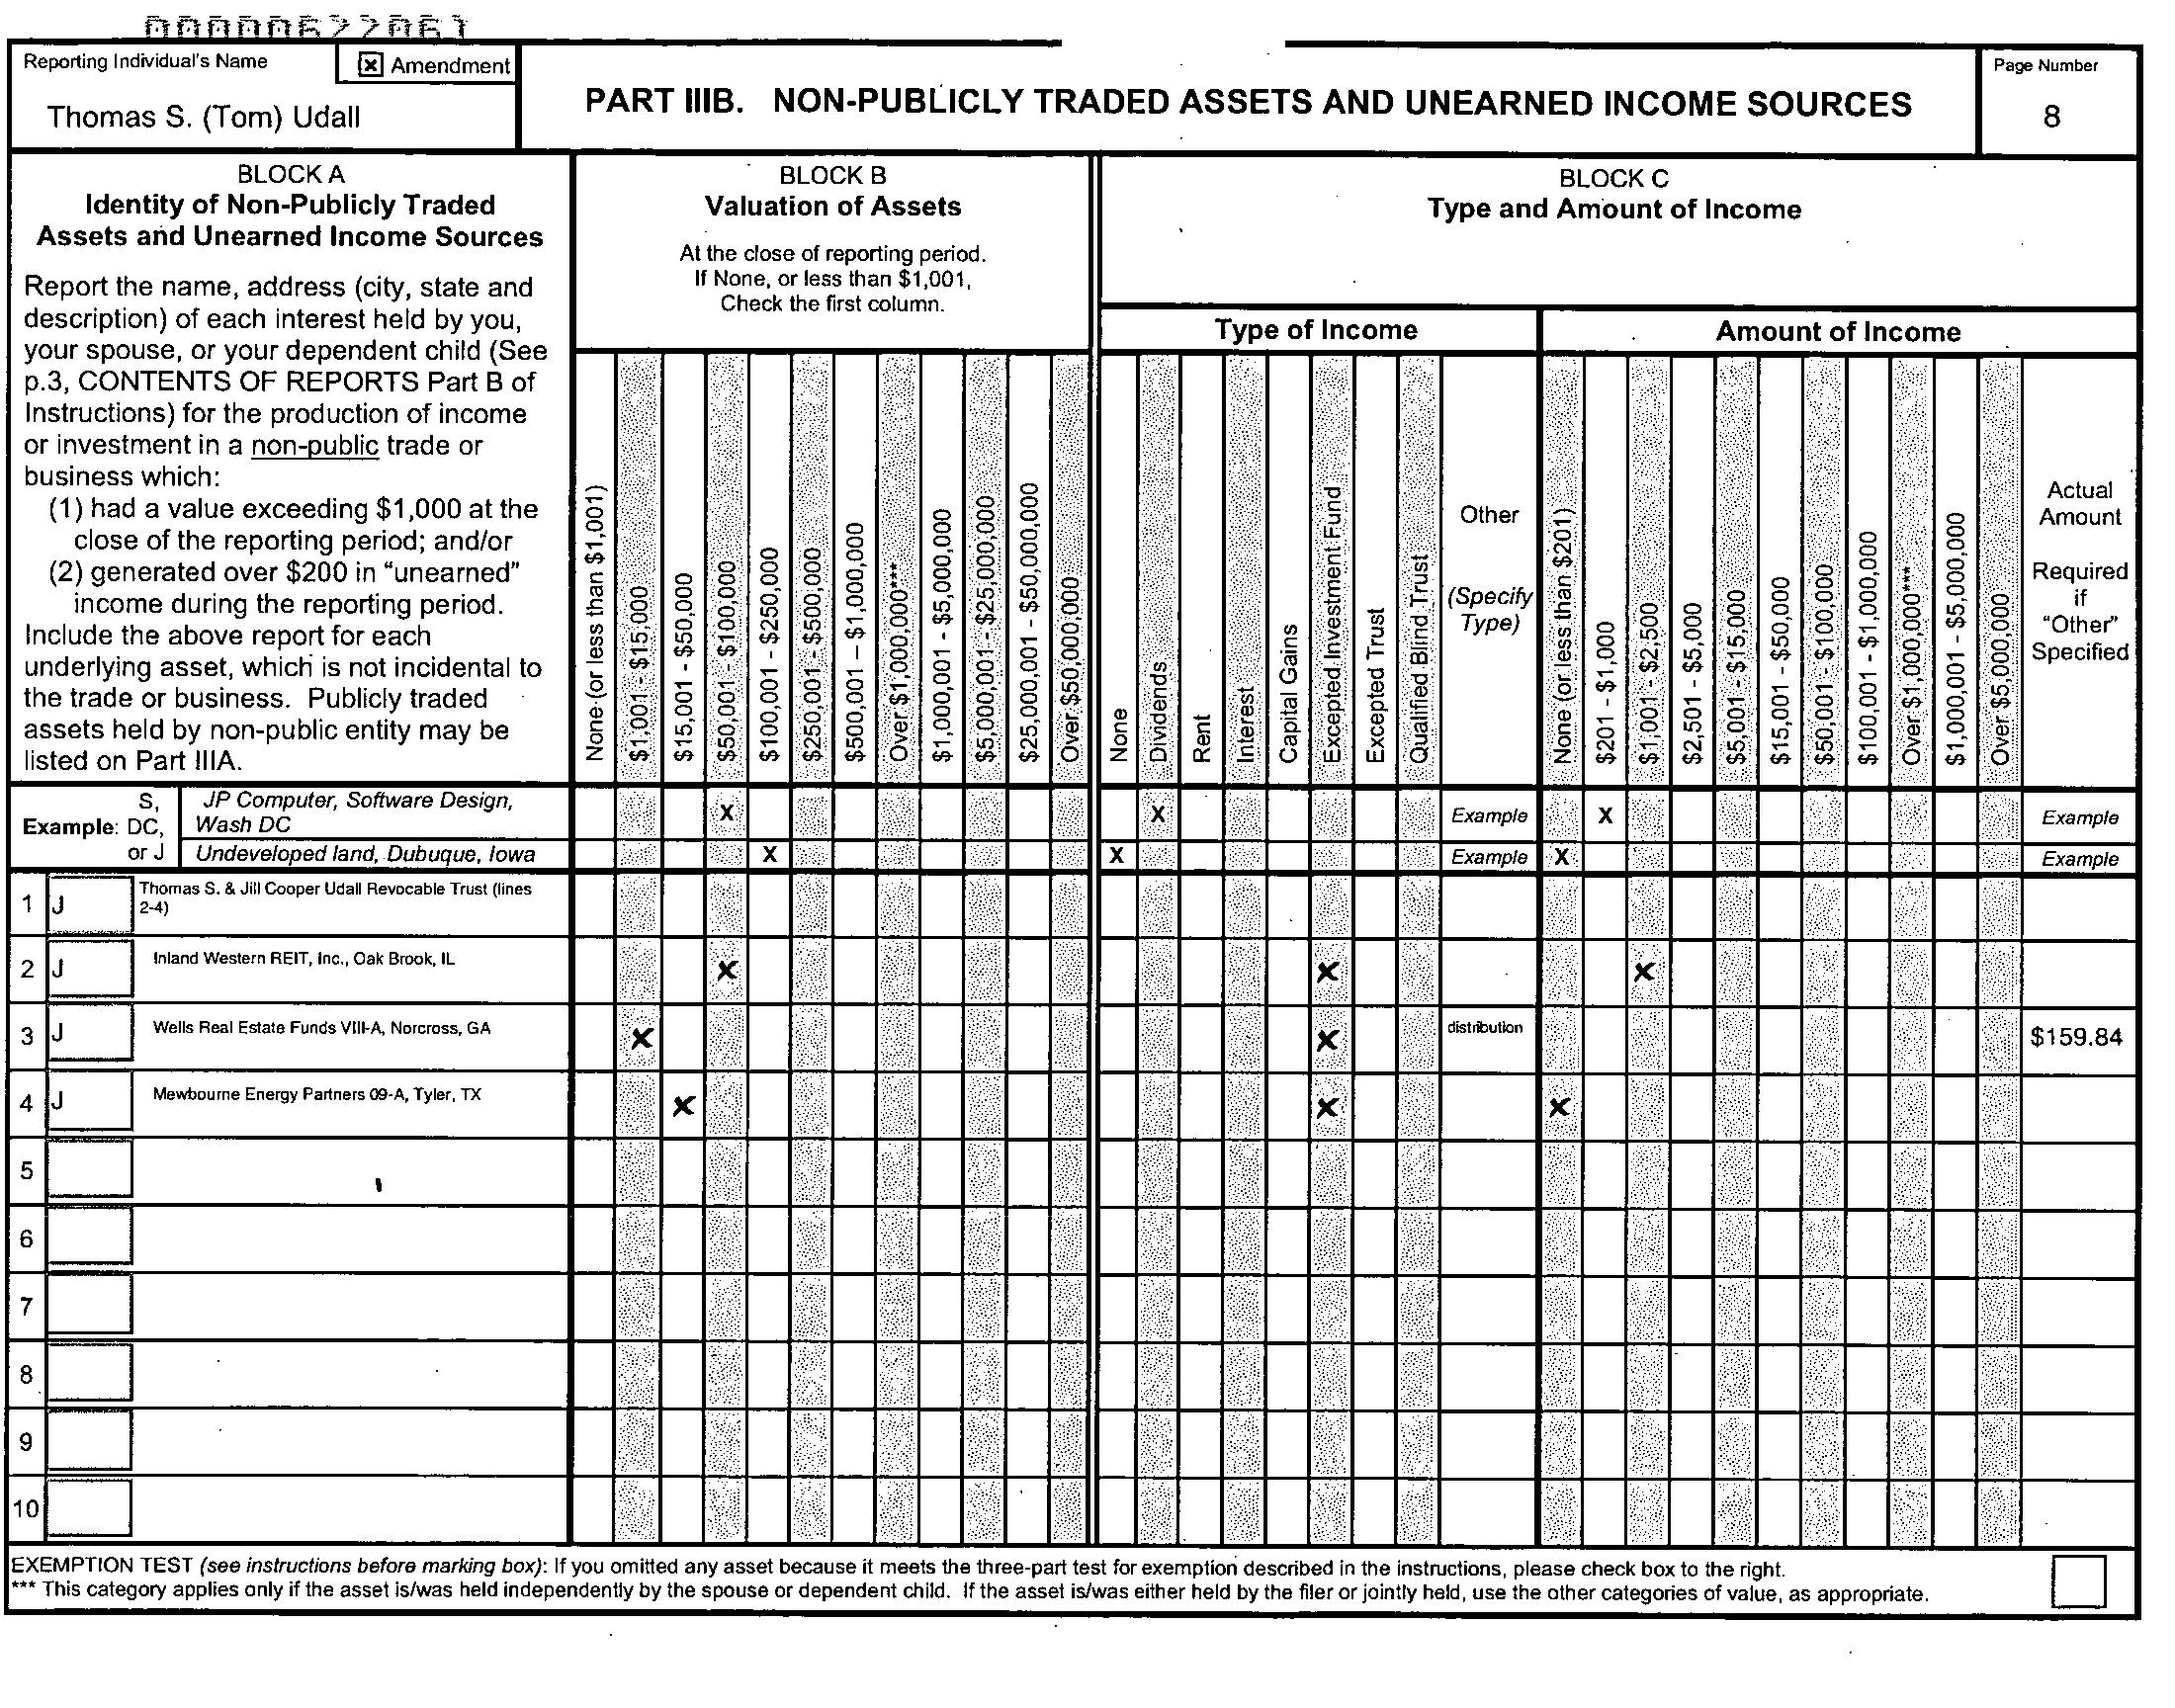 Reporting Individual's Name
[x] Amendment
Thomas S. (Tom) Udall
PART IIIB. NON-PUBLICLY TRADED ASSETS AND UNEARNED INCOME SOURCES
Page Number
8
BLOCK A
Identity of Non-Publicly Traded
Assets and Unearned Income Sources
Report the name, address (city, state and
description) of each interest held by you,
your spouse, or your dependent child (See
p.3, CONTENTS OF REPORTS Part B of
Instructions) for the production of income
or investment in a non-public trade or
business which:
(1) had a value exceeding $1,000 at the
close of the reporting period; and/or
(2) generated over $200 in “unearned”
income during the reporting period.
Include the above report for each
underlying asset, which is not incidental to
the trade or business. Publicly traded
assets held by non-public entity may be
listed on Part IIIA.
BLOCK B
Valuation of Assets
At the close of reporting period.
If None, or less than $1,001,
Check the first column.
None (or less than $1,001)
$1,001 - $15,000
$15,001 - $50,000
$50,001 - $100,000
$100,001 - $250,000
$250,001 - $500,000
$500,001 – $1,000,000
Over $1,000,000***
$1,000,001 - $5,000,000
$5,000,001 - $25,000,000
$25,000,001 - $50,000,000
Over $50,000,000
BLOCK C
Type and Amount of Income
Type of Income
None
Dividends
Rent
Interest
Capital Gains
Excepted Investment Fund
Excepted Trust
Qualified Blind Trust
Other
(Specify
Type)
Amount of Income
None (or less than $201)
$201 - $1,000
$1,001 - $2,500
$2,501 - $5,000
$5,001 - $15,000
$15,001 - $50,000
$50,001 - $100,000
$100,001 - $1,000,000
Over $1,000,000***
$1,000,001 - $5,000,000
Over $5,000,000
Actual
Amount
Required
if
“Other”
Specified
Example: S, DC, or J
JP Computer, Software Design,
Wash DC
X X Example X Example
Undeveloped land, Dubuque, Iowa X X Example X Example
1 J Thomas S. & Jill Cooper Udall Revocable Trust (lines
2-4)
2 J Inland Western REIT, Inc., Oak Brook, IL X X X
3 J Wells Real Estate Funds VIII-A, Norcross, GA X X distribution $159.84
4 J Mewbourne Energy Partners 09-A, Tyler, TX X X X
5
6
7
8
9
10
EXEMPTION TEST (see instructions before marking box): If you omitted any asset because it meets the three-part test for exemption described in the instructions, please check box to the right.
*** This category applies only if the asset is/was held independently by the spouse or dependent child. If the asset is/was either held by the filer or jointly held, use the other categories of value, as appropriate.